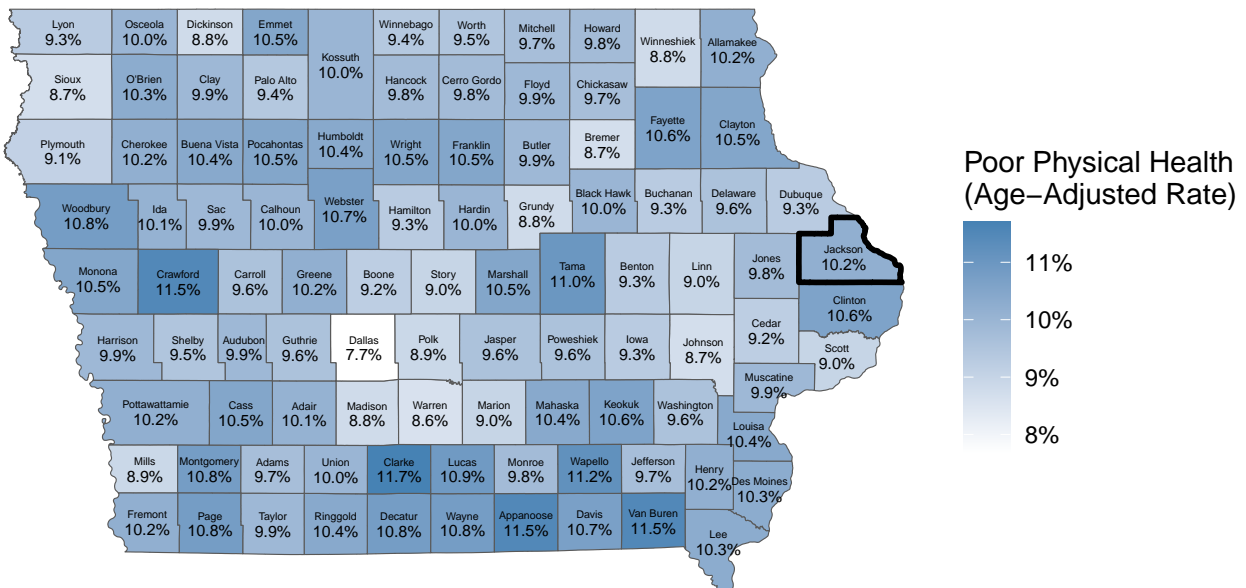 Lyon
9.3%
Osceola
10.0%
Dickinson
8.8%
Emmet
10.5%
Kossuth
10.0%
Winnebago
9.4%
Worth
9.5%
Mitchell
9.7%
Howard
9.8%
Winneshiek
8.8%
Allamakee
10.2%
Sioux
8.7%
O'Brien
10.3%
Clay
9.9%
Palo Alto
9.4%
Hancock
9.8%
Cerro Gordo
9.8%
Floyd
9.9%
Chickasaw
9.7%
Fayette
10.6%
Clayton
10.5%
Plymouth
9.1%
Cherokee
10.2%
Buena Vista
10.4%
Pocahontas
10.5%
Humboldt
10.4%
Wright
10.5%
Franklin
10.5%
Butler
9.9%
Bremer
8.7%
Woodbury
10.8%
Ida
10.1%
Sac
9.9%
Calhoun
10.0%
Webster
10.7%
Hamilton
9.3%
Hardin
10.0%
Grundy
8.8%
Black Hawk
10.0%
Buchanan
9.3%
Delaware
9.6%
Dubuque
9.3%
Monona
10.5%
Crawford
11.5%
Carroll
9.6%
Greene
10.2%
Boone
9.2%
Story
9.0%
Marshall
10.5%
Tama
11.0%
Benton
9.3%
Linn
9.0%
Jones
9.8%
Jackson
10.2%
Clinton
10.6%
Harrison
9.9%
Shelby
9.5%
Audubon
9.9%
Guthrie
9.6%
Dallas
7.7%
Polk
8.9%
Jasper
9.6%
Poweshiek
9.6%
Iowa
9.3%
Johnson
8.7%
Cedar
9.2%
Scott
9.0%
Muscatine
9.9%
Pottawattamie
10.2%
Cass
10.5%
Adair
10.1%
Madison
8.8%
Warren
8.6%
Marion
9.0%
Mahaska
10.4%
Keokuk
10.6%
Washington
9.6%
Louisa
10.4%
Mills
8.9%
Montgomery
10.8%
Adams
9.7%
Union
10.0%
Clarke
11.7%
Lucas
10.9%
Monroe
9.8%
Wapello
11.2%
Jefferson
9.7%
Henry
10.2%
Des Moines
10.3%
Fremont
10.2%
Page
10.8%
Taylor
9.9%
Ringgold
10.4%
Decatur
10.8%
Wayne
10.8%
Appanoose
11.5%
Davis
10.7%
Van Buren
11.5%
Lee
10.3%
Poor Physical Health
(Age−Adjusted Rate)
11%
10%
9%
8%